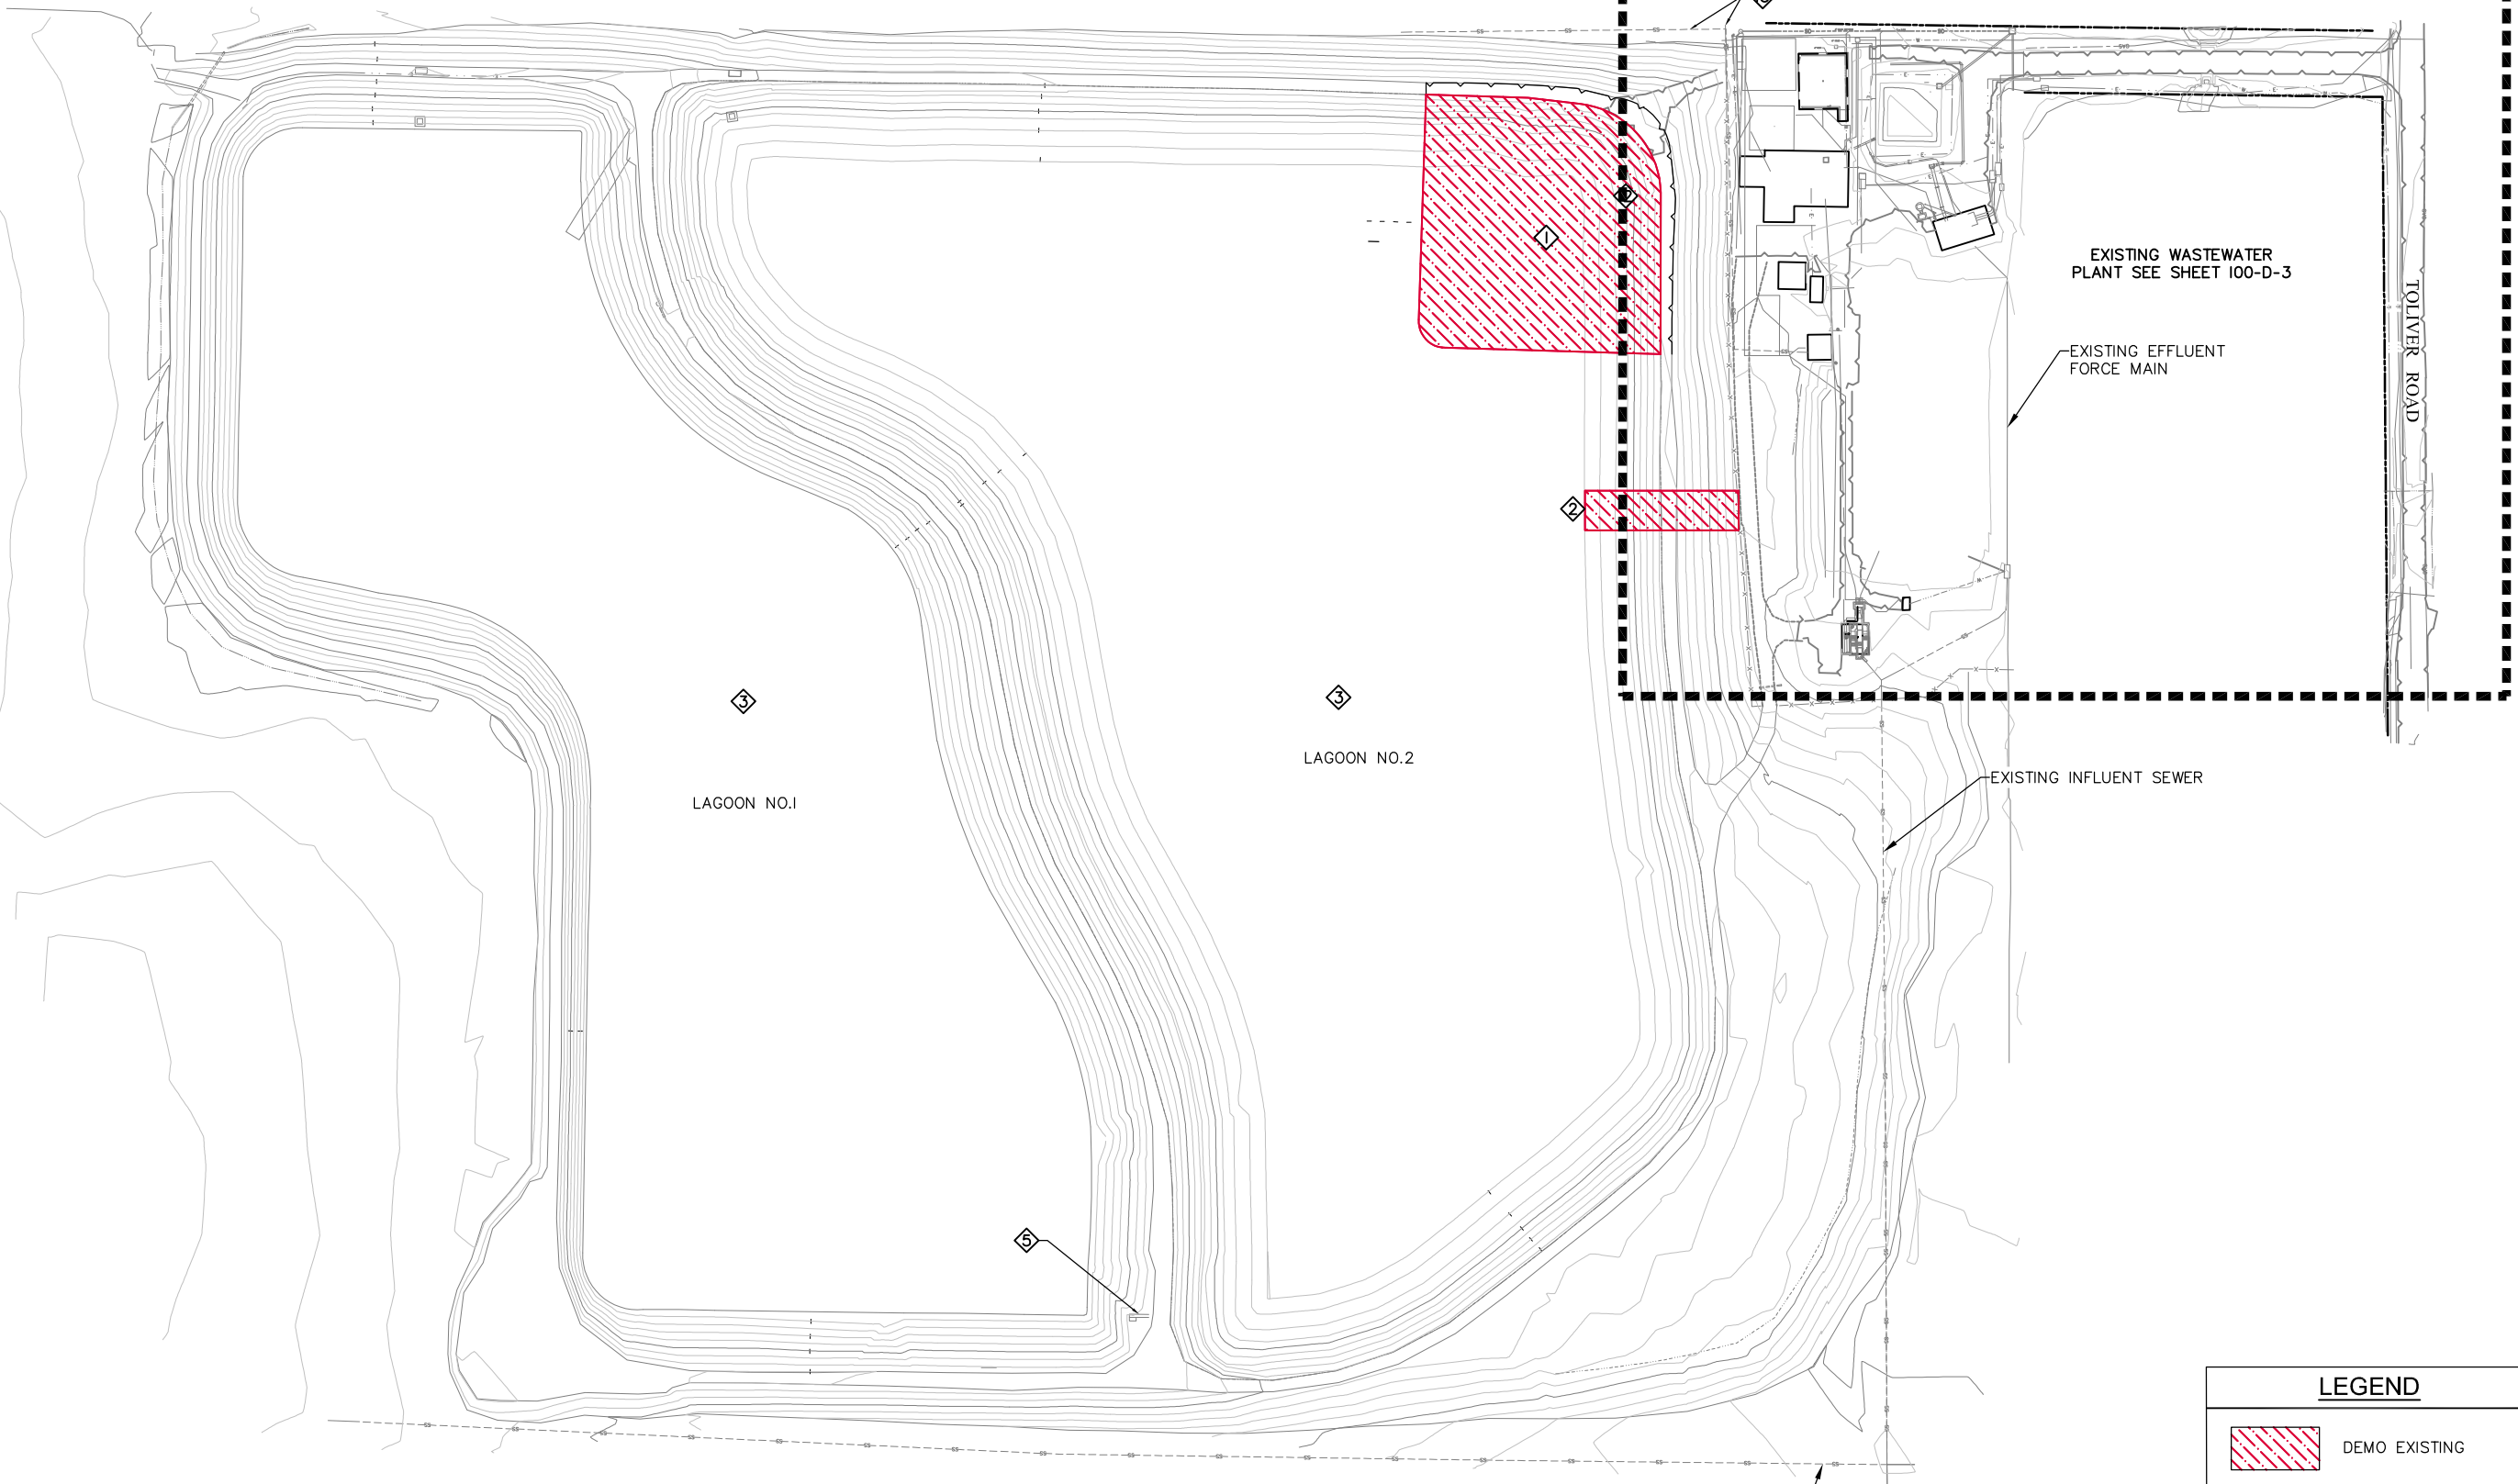 EXISTING WASTEWATER
PLANT SEE SHEET 100-D-3
TOLIVER ROAD
EXISTING EFFLUENT
FORCE MAIN
2
1
2
3
3
LAGOON NO.2
LAGOON NO.1
EXISTING INFLUENT SEWER
5
LEGEND
DEMO EXISTING